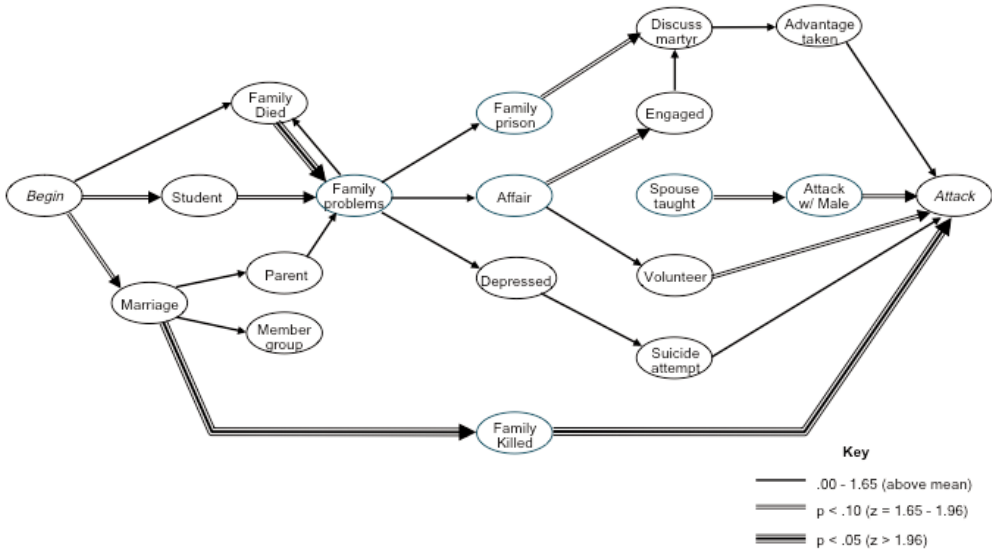 Discuss
martyr
Advantage
taken
Family
Died
Family
prison
Engaged
Begin
Student
Family
problems
Affair
Spouse
taught
Attack
w/ Male
Attack
Parent
Depressed
Volunteer
Marriage
Member
group
Suicide
attempt
Family
Killed
Key
.00 - 1.65 (above mean)
p < .10 (z = 1.65 - 1.96)
p < .05 (z > 1.96)